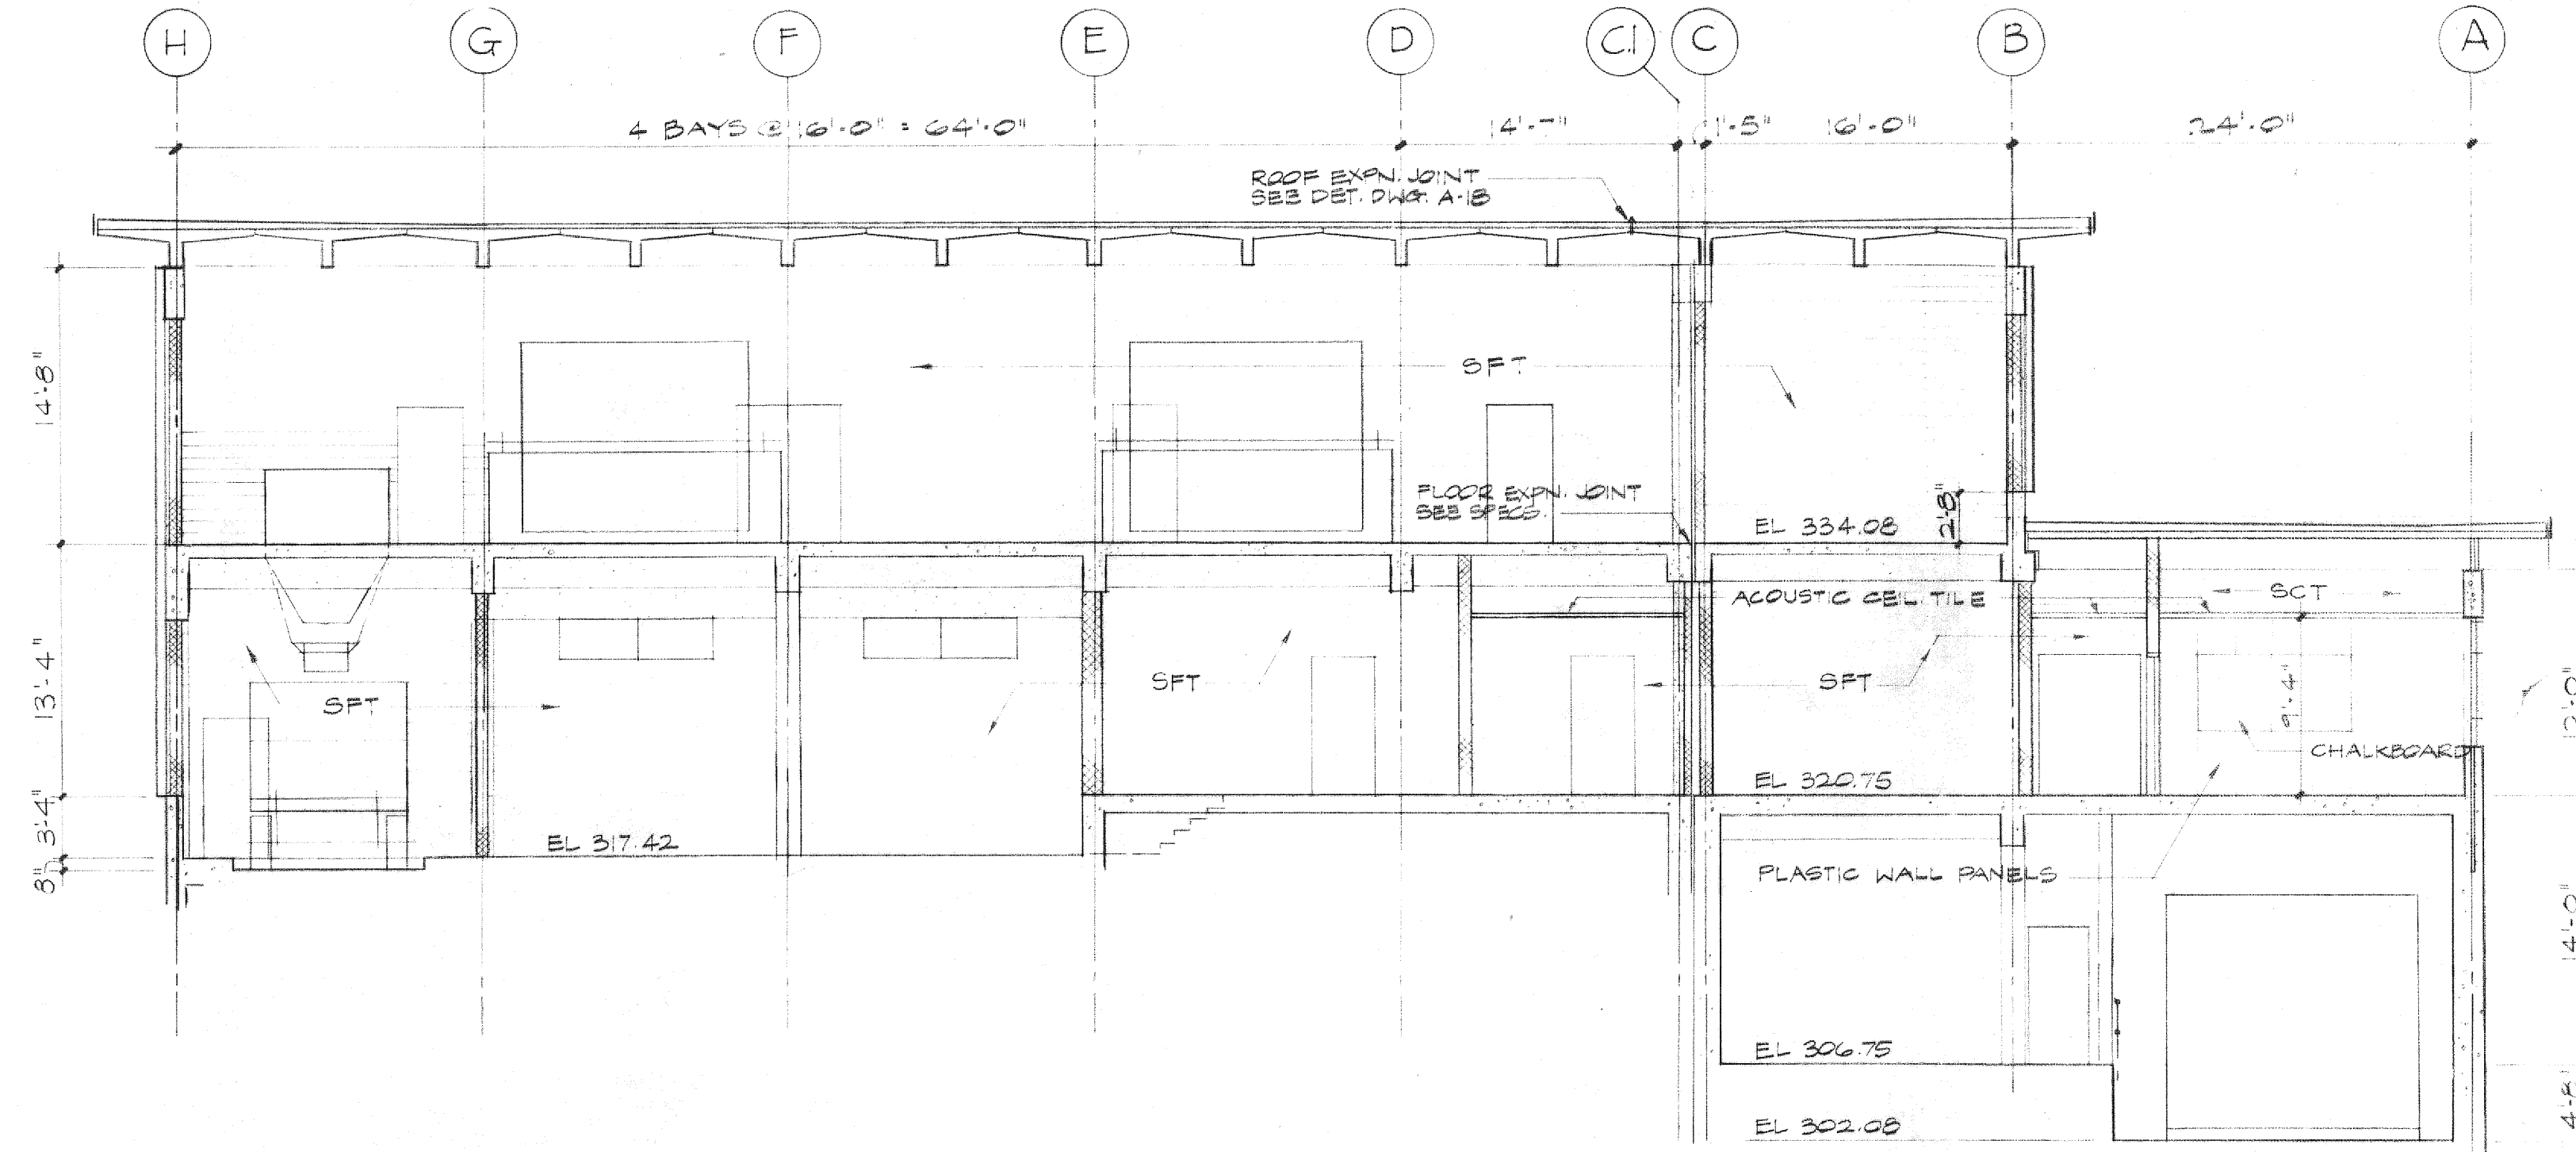 H G F E D C.1 C B A
4 BAYS @ 16'-0" = 64'-0" 14'-7" 1'-5" 16'-0" 24'-0"
ROOF EXPN. JOINT
SEE DET. DWG. A-18
14'-8"
SFT
FLOOR EXPN. JOINT
SEE SPECS.
EL 334.08
2'-8"
ACOUSTIC CEIL. TILE
SCT
13'-4"
SFT
SFT
SFT
9'-4"
CHALKBOARD
EL 320.75
3'-4"
EL 317.42
8"
PLASTIC WALL PANELS
14'-0"
EL 306.75
4'-8"
EL 302.08